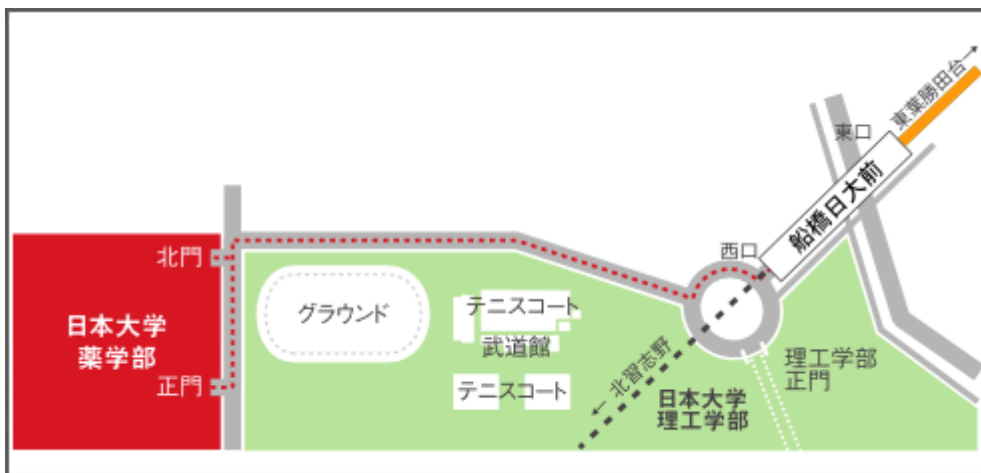 東葉勝田台→
東口
船橋日大前
西口
北門
日本大学
薬学部
正門
グラウンド
テニスコート
武道館
テニスコート
←北習志野
日本大学
理工学部
理工学部
正門